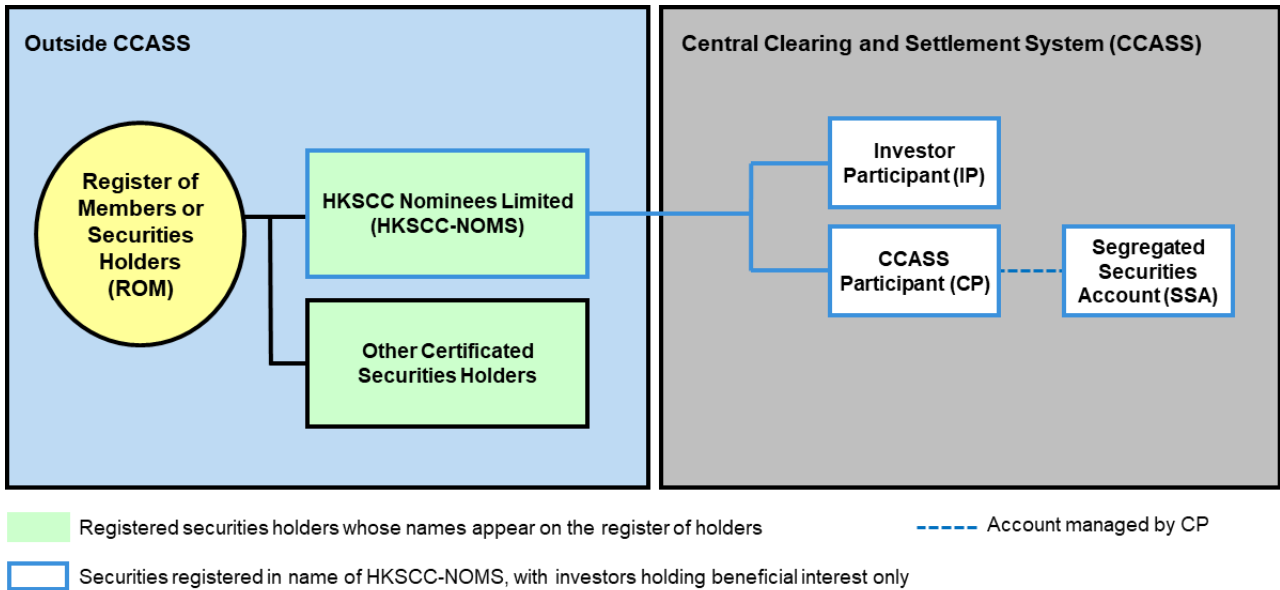 Outside CCASS
Central Clearing and Settlement System (CCASS)
Register of
Members or
Securities
Holders
(ROM)
HKSCC Nominees Limited
(HKSCC-NOMS)
Other Certificated
Securities Holders
Investor
Participant (IP)
CCASS
Participant (CP)
Segregated
Securities
Account (SSA)
Registered securities holders whose names appear on the register of holders
Account managed by CP
Securities registered in name of HKSCC-NOMS, with investors holding beneficial interest only